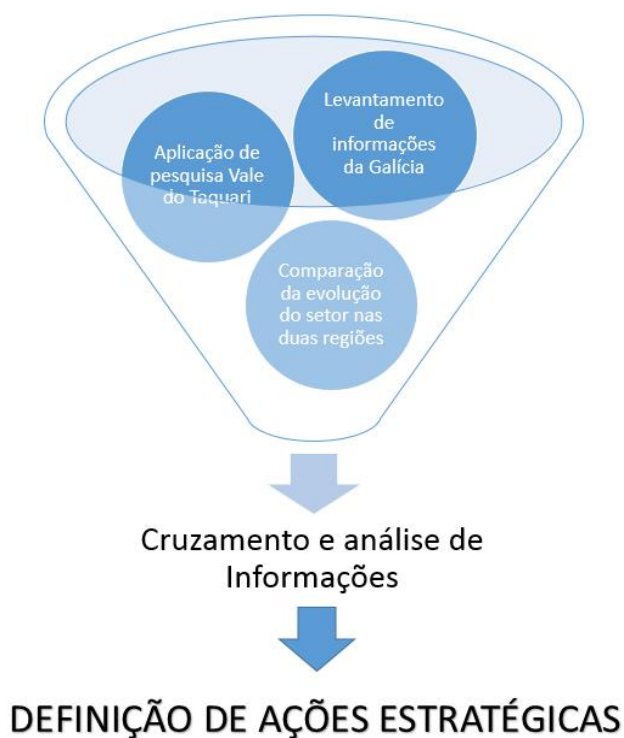 Levantamento
de
informações
da Galícia
Aplicação de
pesquisa Vale
do Taquari
Comparação
da evolução
do setor nas
duas regiões
Cruzamento e análise de
Informações
DEFINIÇÃO DE AÇÕES ESTRATÉGICAS